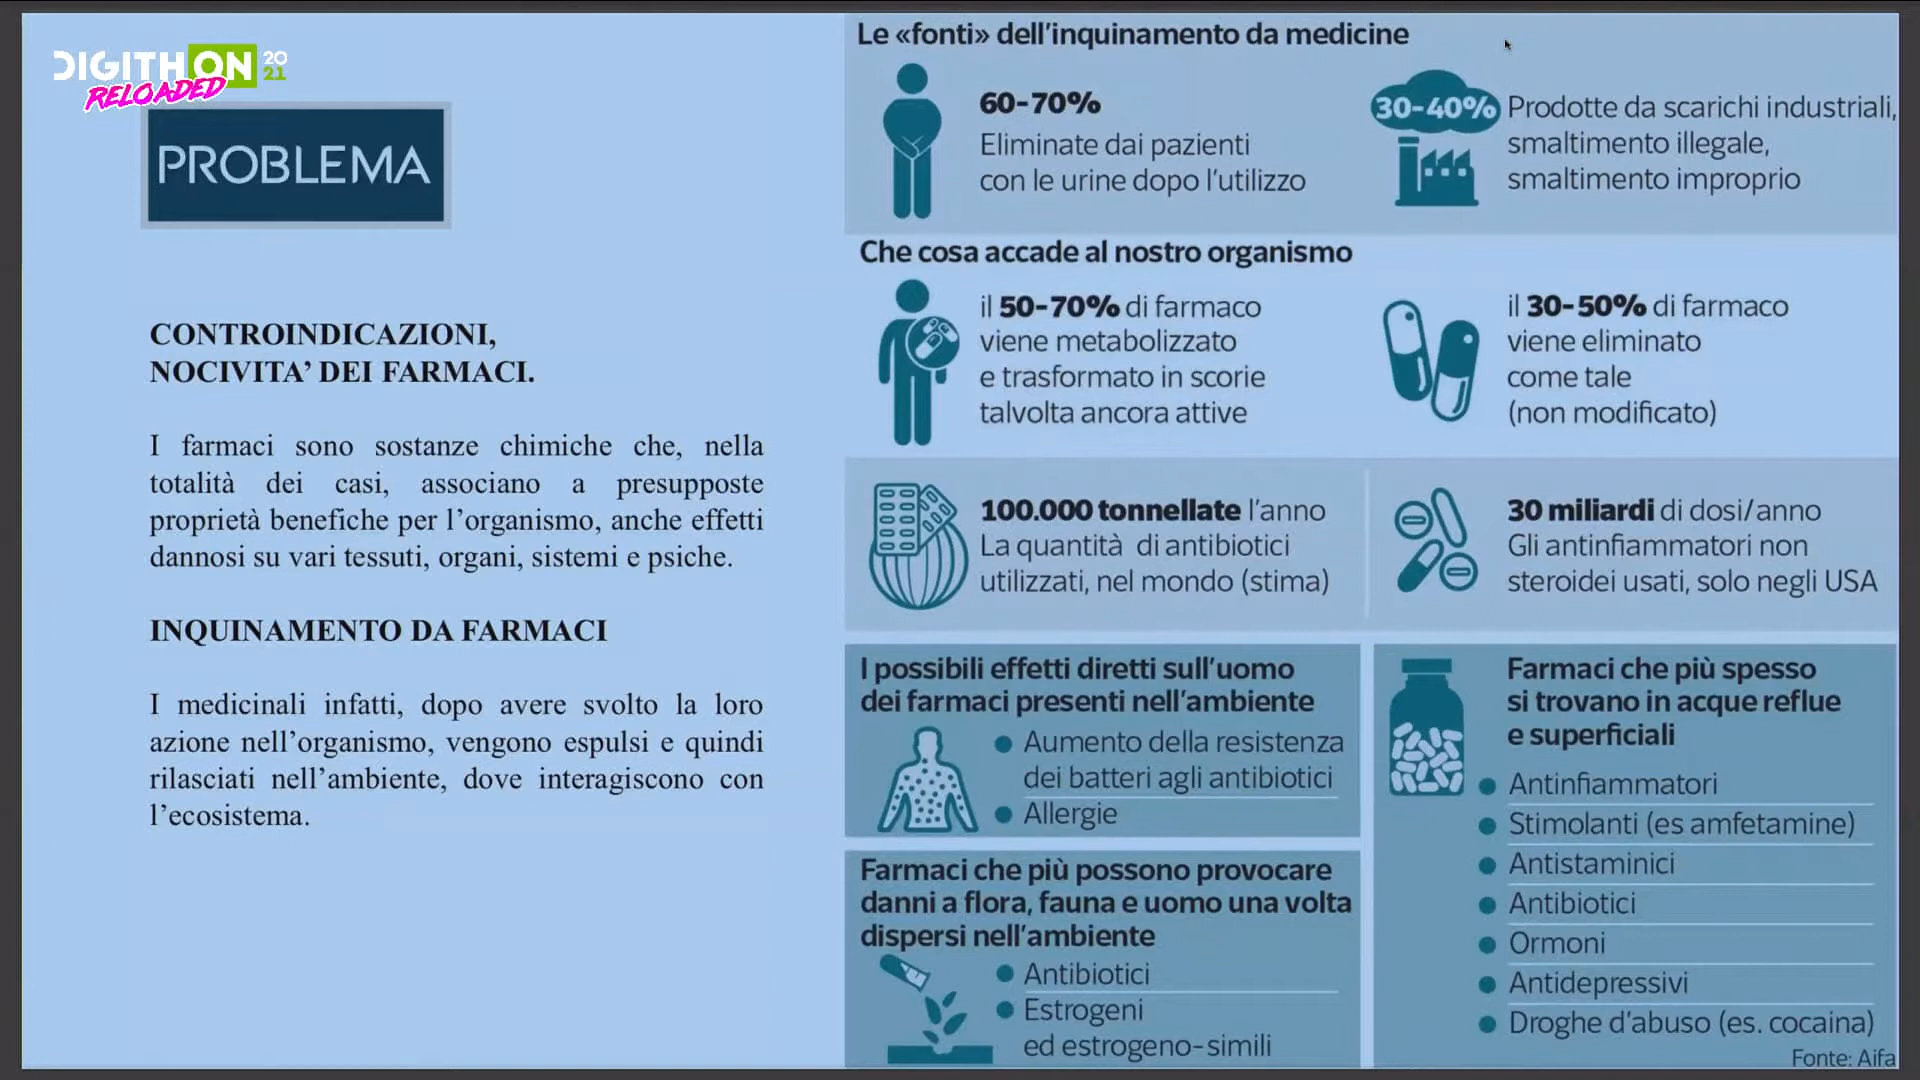 DIGITHON 2021
RELOADED
PROBLEMA
CONTROINDICAZIONI,
NOCIVITA’ DEI FARMACI.
I farmaci sono sostanze chimiche che, nella
totalità dei casi, associano a presupposte
proprietà benefiche per l’organismo, anche effetti
dannosi su vari tessuti, organi, sistemi e psiche.
INQUINAMENTO DA FARMACI
I medicinali infatti, dopo avere svolto la loro
azione nell’organismo, vengono espulsi e quindi
rilasciati nell’ambiente, dove interagiscono con
l’ecosistema.
Le «fonti» dell’inquinamento da medicine
60-70%
Eliminate dai pazienti
con le urine dopo l’utilizzo
30-40% Prodotte da scarichi industriali,
smaltimento illegale,
smaltimento improprio
Che cosa accade al nostro organismo
il 50-70% di farmaco
viene metabolizzato
e trasformato in scorie
talvolta ancora attive
il 30-50% di farmaco
viene eliminato
come tale
(non modificato)
100.000 tonnellate l’anno
La quantità di antibiotici
utilizzati, nel mondo (stima)
30 miliardi di dosi/anno
Gli antinfiammatori non
steroidei usati, solo negli USA
I possibili effetti diretti sull’uomo
dei farmaci presenti nell’ambiente
Aumento della resistenza
dei batteri agli antibiotici
Allergie
Farmaci che più possono provocare
danni a flora, fauna e uomo una volta
dispersi nell’ambiente
Antibiotici
Estrogeni
ed estrogeno-simili
Farmaci che più spesso
si trovano in acque reflue
e superficiali
Antinfiammatori
Stimolanti (es amfetamine)
Antistaminici
Antibiotici
Ormoni
Antidepressivi
Droghe d’abuso (es. cocaina)
Fonte: Aifa